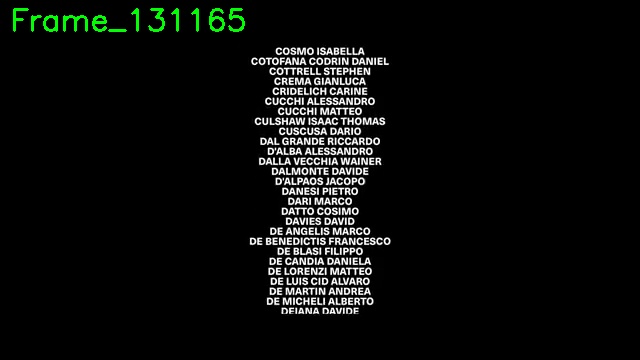 Frame_131165
COSMO ISABELLA
COTOFANA CODRIN DANIEL
COTTRELL STEPHEN
CREMA GIANLUCA
CRIDELICH CARINE
CUCCHI ALESSANDRO
CUCCHI MATTEO
CULSHAW ISAAC THOMAS
CUSCUSA DARIO
DAL GRANDE RICCARDO
D'ALBA ALESSANDRO
DALLA VECCHIA WAINER
DALMONTE DAVIDE
D'ALPAOS JACOPO
DANESI PIETRO
DARI MARCO
DATTO COSIMO
DAVIES DAVID
DE ANGELIS MARCO
DE BENEDICTIS FRANCESCO
DE BLASI FILIPPO
DE CANDIA DANIELA
DE LORENZI MATTEO
DE LUIS CID ALVARO
DE MARTIN ANDREA
DE MICHELI ALBERTO
DEIANA DAVIDE